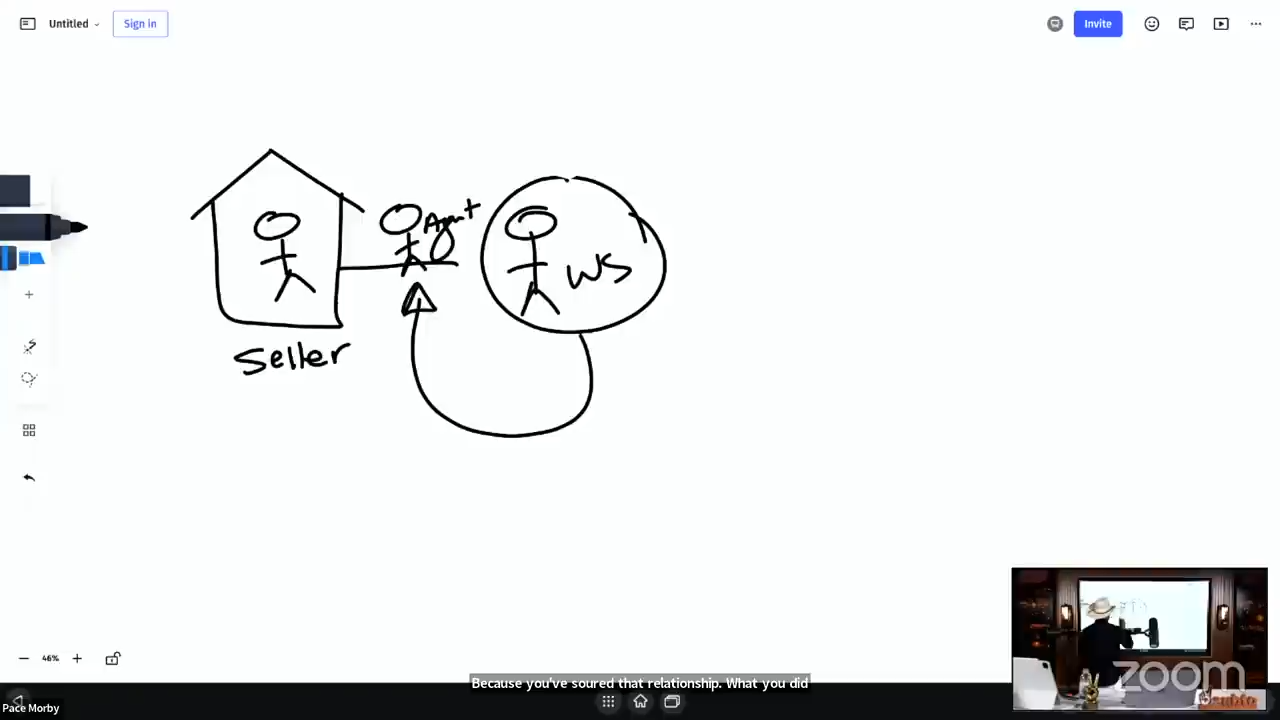 Untitled
Sign in
Invite
Agent
WS
Seller
46%
Because you've soured that relationship. What you did
zoom
Pace Morby